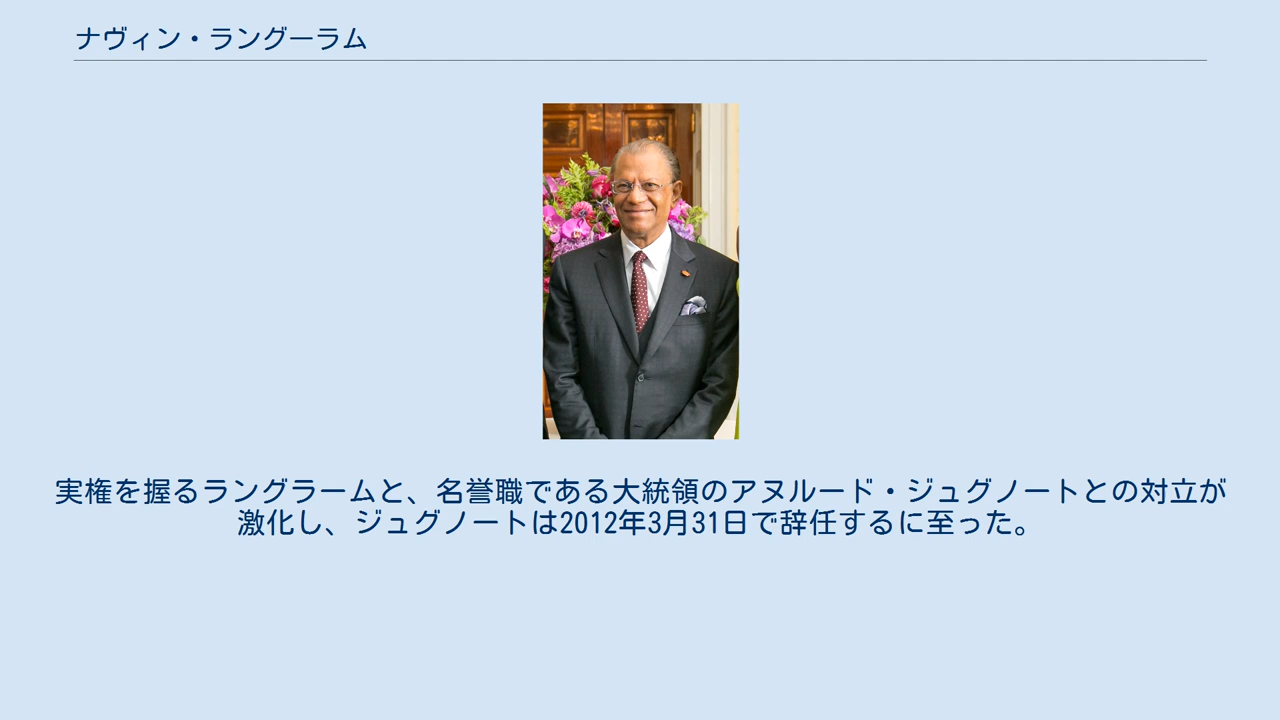 ナヴィン・ラングーラム
実権を握るラングラームと、名誉職である大統領のアヌルード・ジュグノートとの対立が
激化し、ジュグノートは2012年3月31日で辞任するに至った。